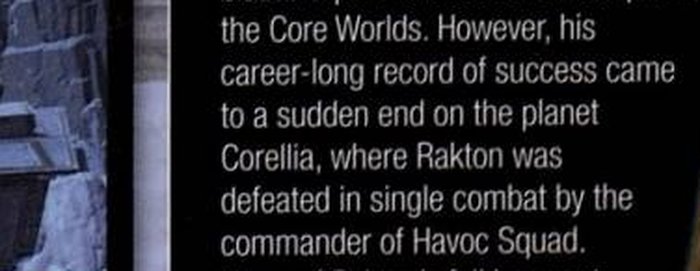 the Core Worlds. However, his
career-long record of success came
to a sudden end on the planet
Corellia, where Rakton was
defeated in single combat by the
commander of Havoc Squad.